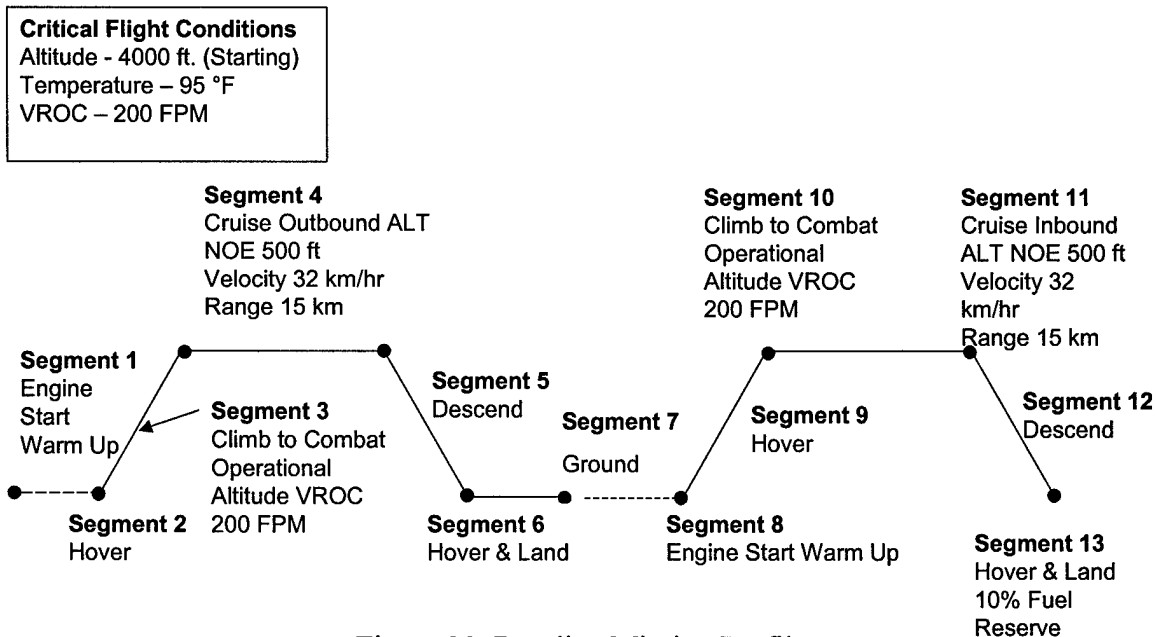 Critical Flight Conditions
Altitude - 4000 ft. (Starting)
Temperature – 95 °F
VROC – 200 FPM
Segment 4
Cruise Outbound ALT
NOE 500 ft
Velocity 32 km/hr
Range 15 km
Segment 10
Climb to Combat
Operational
Altitude VROC
200 FPM
Segment 11
Cruise Inbound
ALT NOE 500 ft
Velocity 32
km/hr
Range 15 km
Segment 1
Engine
Start
Warm Up
Segment 3
Climb to Combat
Operational
Altitude VROC
200 FPM
Segment 5
Descend
Segment 7
Ground
Segment 9
Hover
Segment 12
Descend
Segment 2
Hover
Segment 6
Hover & Land
Segment 8
Engine Start Warm Up
Segment 13
Hover & Land
10% Fuel
Reserve